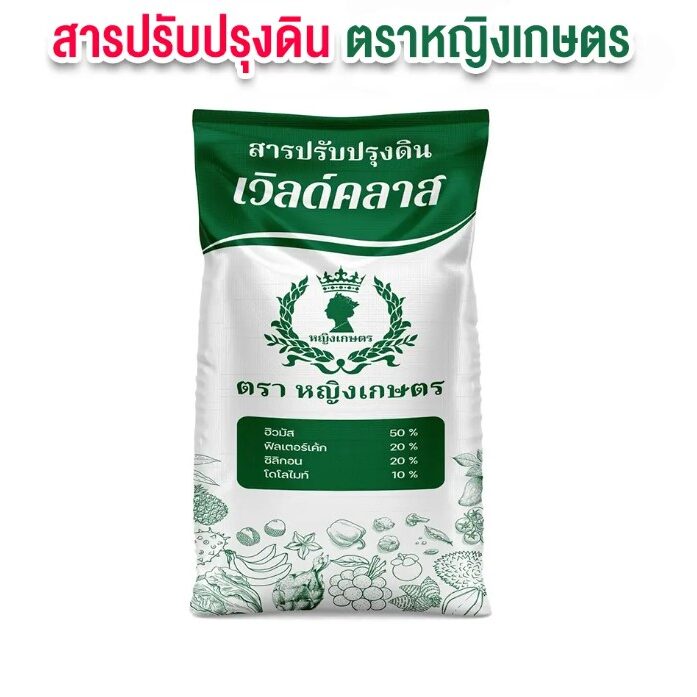 สารปรับปรุงดิน ตราหญิงเกษตร
สารปรับปรุงดิน
เวิลด์คลาส
หญิงเกษตร
ตรา หญิงเกษตร
ฮิวมัส 50 %
ฟิลเตอร์เค้ก 20 %
ซิลิกอน 20 %
โดโลไมท์ 10 %